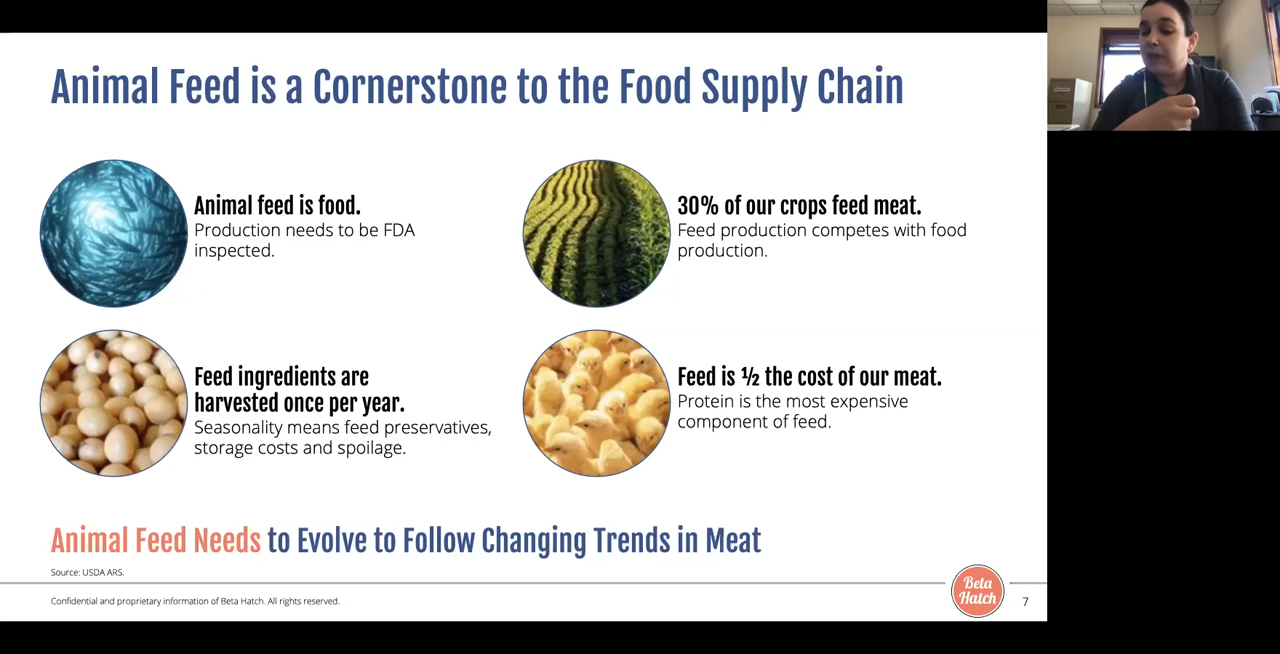 Animal Feed is a Cornerstone to the Food Supply Chain
Animal feed is food.
Production needs to be FDA
inspected.
30% of our crops feed meat.
Feed production competes with food
production.
Feed ingredients are
harvested once per year.
Seasonality means feed preservatives,
storage costs and spoilage.
Feed is ½ the cost of our meat.
Protein is the most expensive
component of feed.
Animal Feed Needs to Evolve to Follow Changing Trends in Meat
Source: USDA ARS.
Confidential and proprietary information of Beta Hatch. All rights reserved.
Beta
Hatch
7